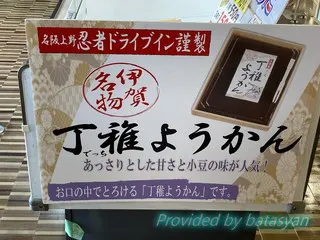 名阪上野忍者ドライブイン謹製
伊賀名物
丁稚ようかん
丁稚ようかん
でっち
あっさりとした甘さと小豆の味が人気!
お口の中でとろける「丁稚ようかん」です。
Provided by batasyan